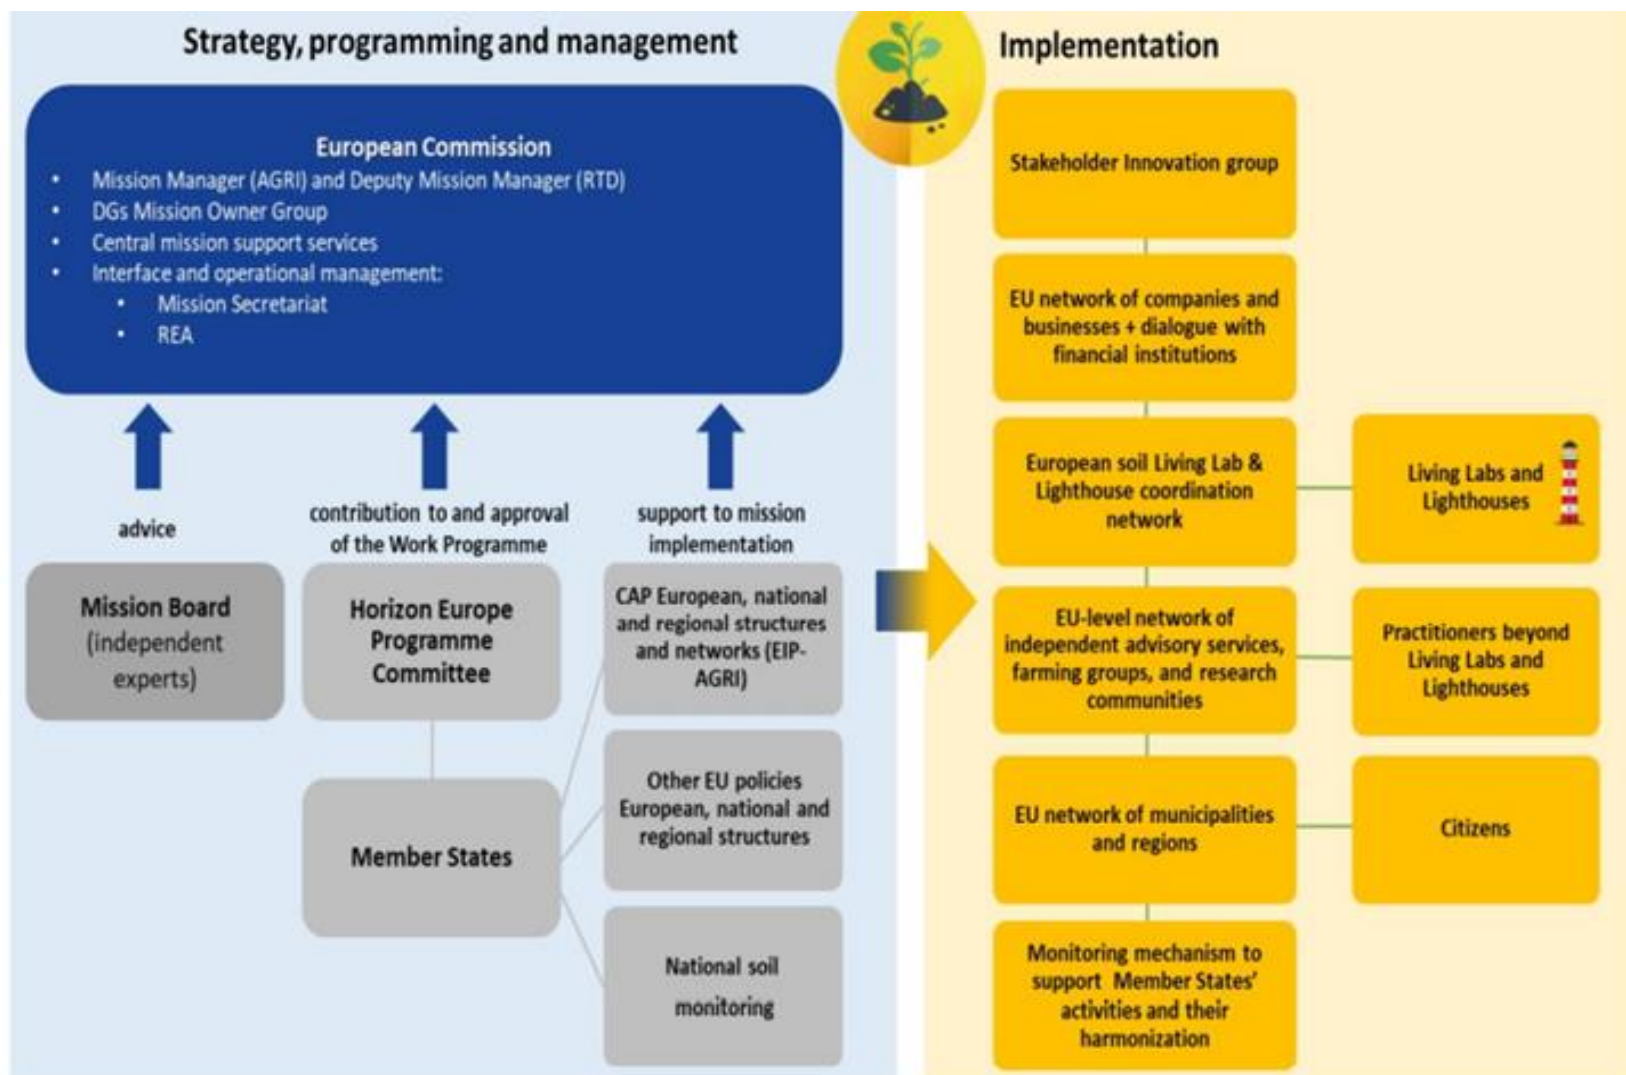 Strategy, programming and management
European Commission
• Mission Manager (AGRI) and Deputy Mission Manager (RTD)
• DGs Mission Owner Group
• Central mission support services
• Interface and operational management:
• Mission Secretariat
• REA
advice
contribution to and approval
of the Work Programme
support to mission
implementation
Mission Board
(independent
experts)
Horizon Europe
Programme
Committee
CAP European, national
and regional structures
and networks (EIP-
AGRI)
Member States
Other EU policies
European, national and
regional structures
National soil
monitoring
Implementation
Stakeholder Innovation group
EU network of companies and
businesses + dialogue with
financial institutions
European soil Living Lab &
Lighthouse coordination
network
Living Labs and
Lighthouses
EU-level network of
independent advisory services,
farming groups, and research
communities
Practitioners beyond
Living Labs and
Lighthouses
EU network of municipalities
and regions
Citizens
Monitoring mechanism to
support Member States’
activities and their
harmonization